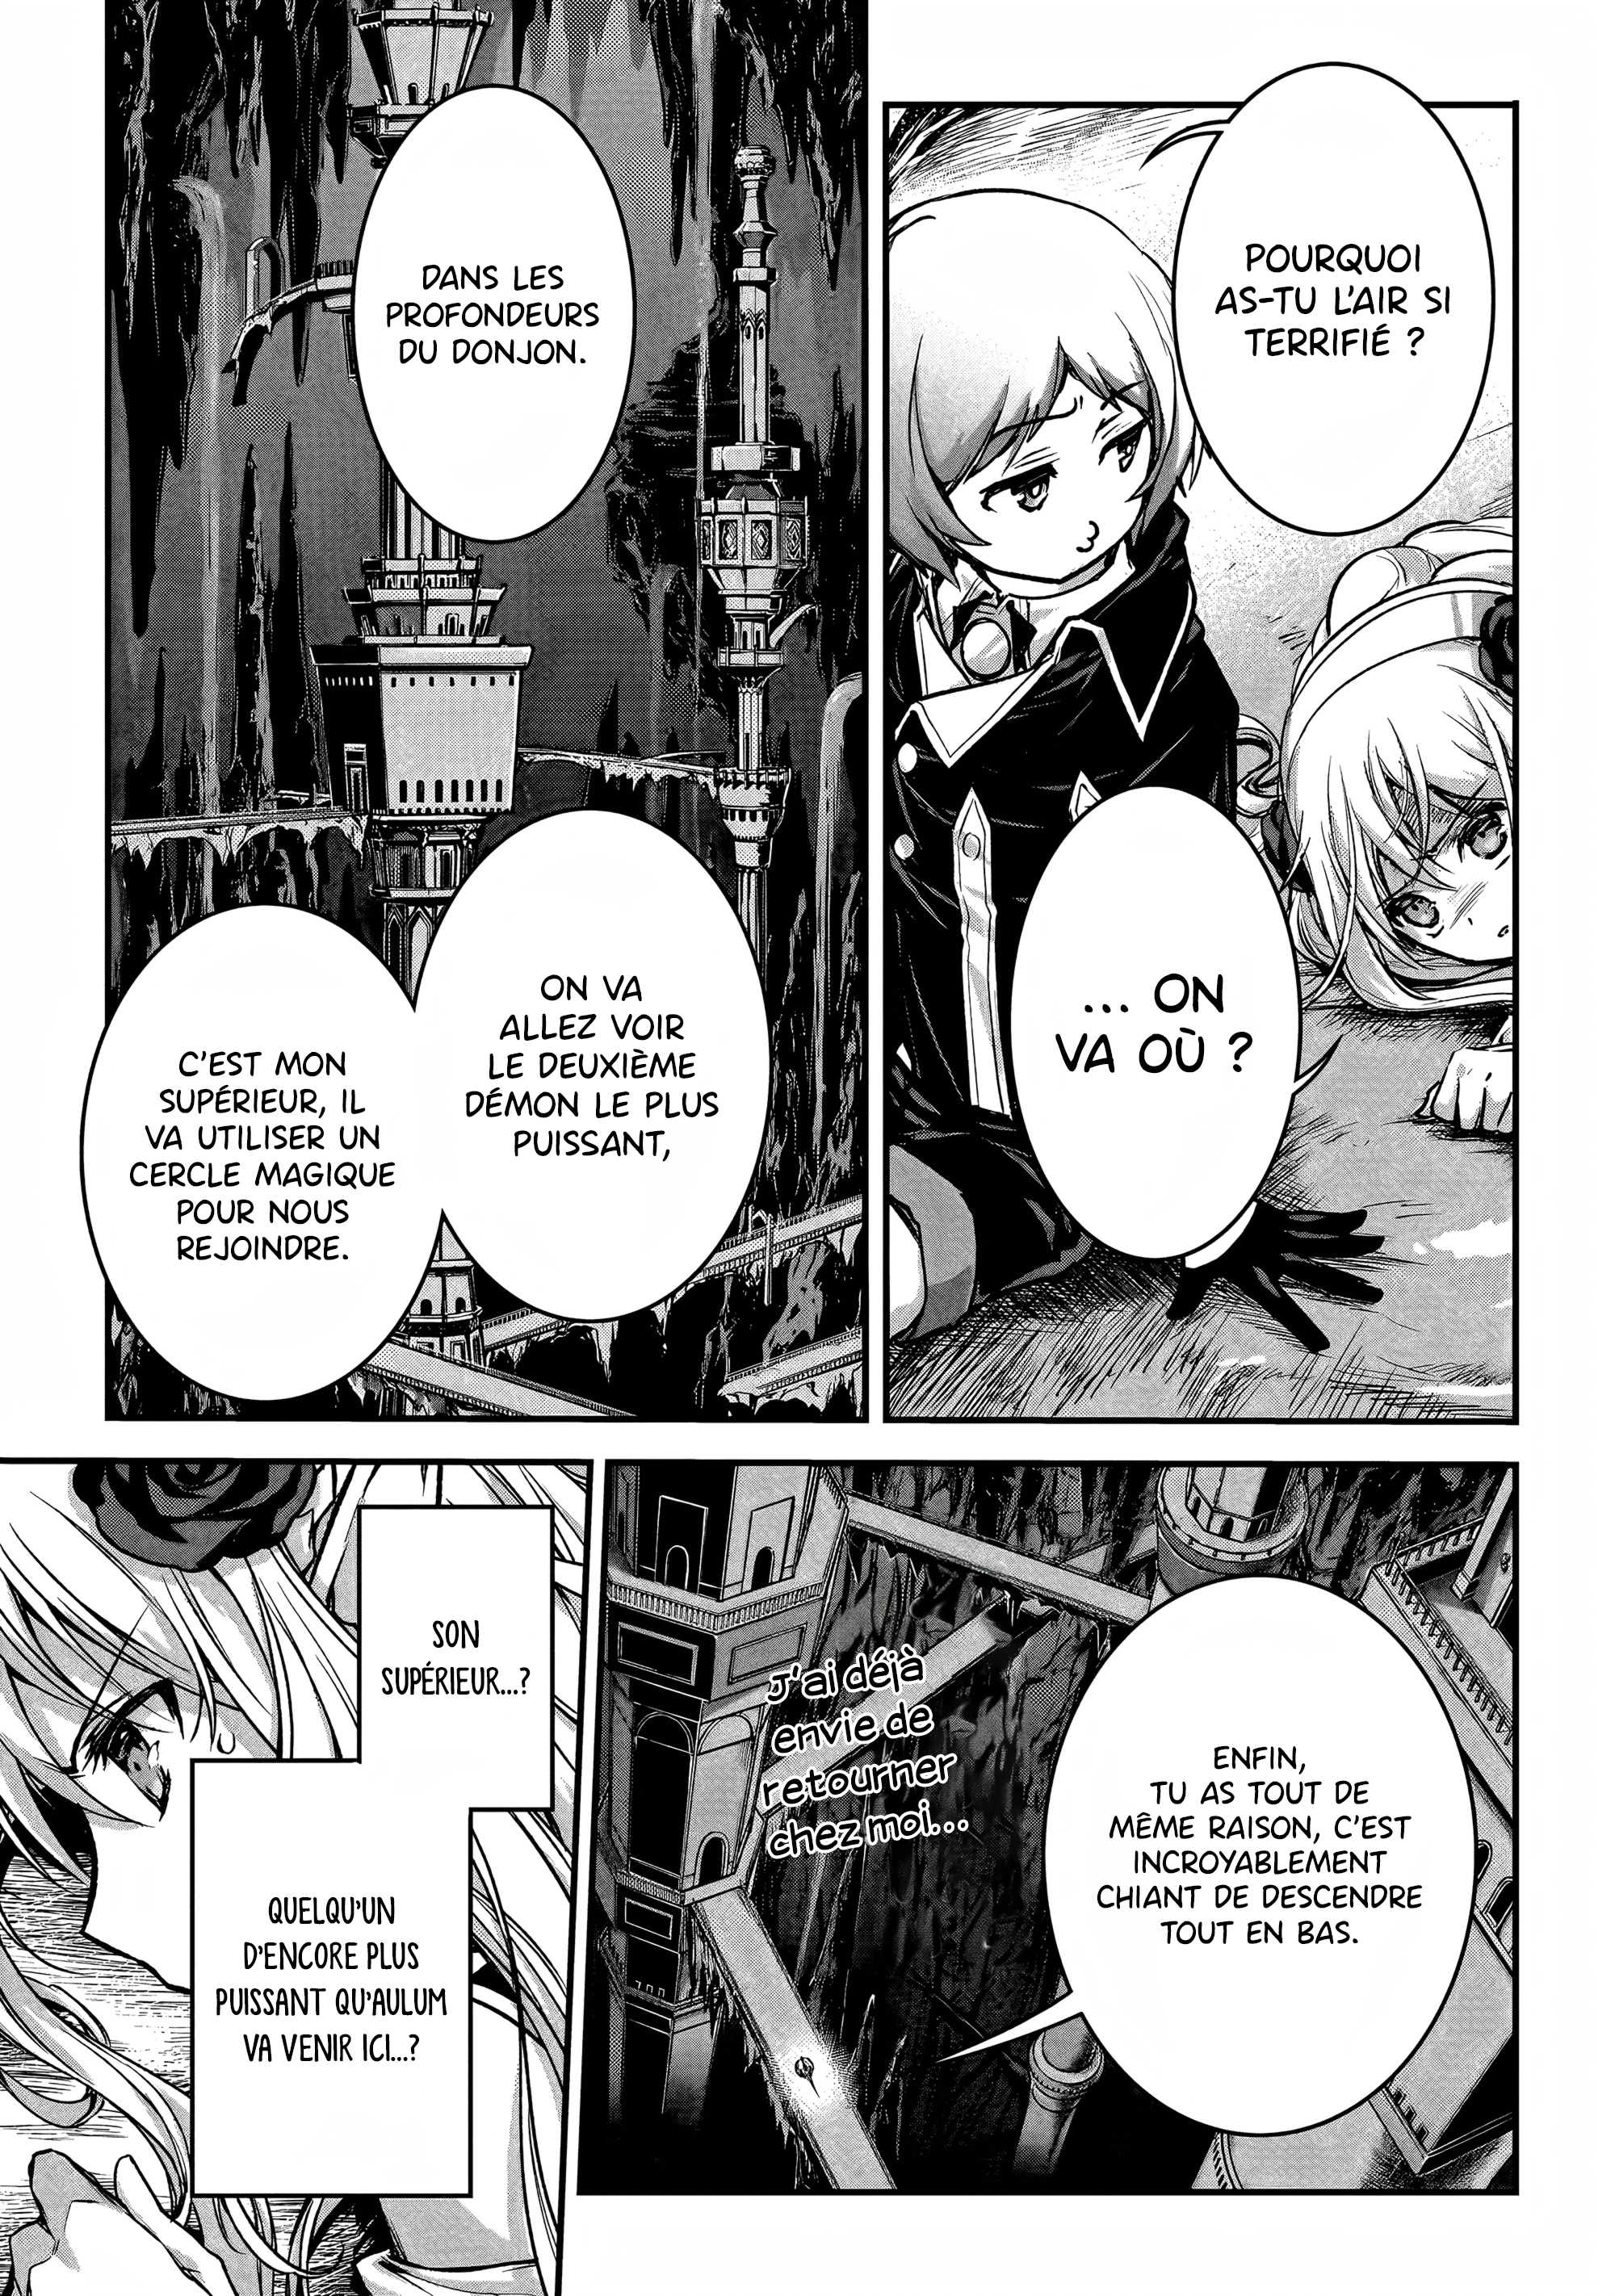 POURQUOI
AS-TU L'AIR SI
TERRIFIÉ ?
... ON
VA OÙ ?
DANS LES
PROFONDEURS
DU DONJON.
ON VA
ALLEZ VOIR
LE DEUXIÈME
DÉMON LE PLUS
PUISSANT,
C'EST MON
SUPÉRIEUR, IL
VA UTILISER UN
CERCLE MAGIQUE
POUR NOUS
REJOINDRE.
ENFIN,
TU AS TOUT DE
MÊME RAISON, C'EST
INCROYABLEMENT
CHIANT DE DESCENDRE
TOUT EN BAS.
J'ai déjà
envie de
retourner
chez moi...
SON
SUPÉRIEUR...?
QUELQU'UN
D'ENCORE PLUS
PUISSANT QU'AULUM
VA VENIR ICI...?